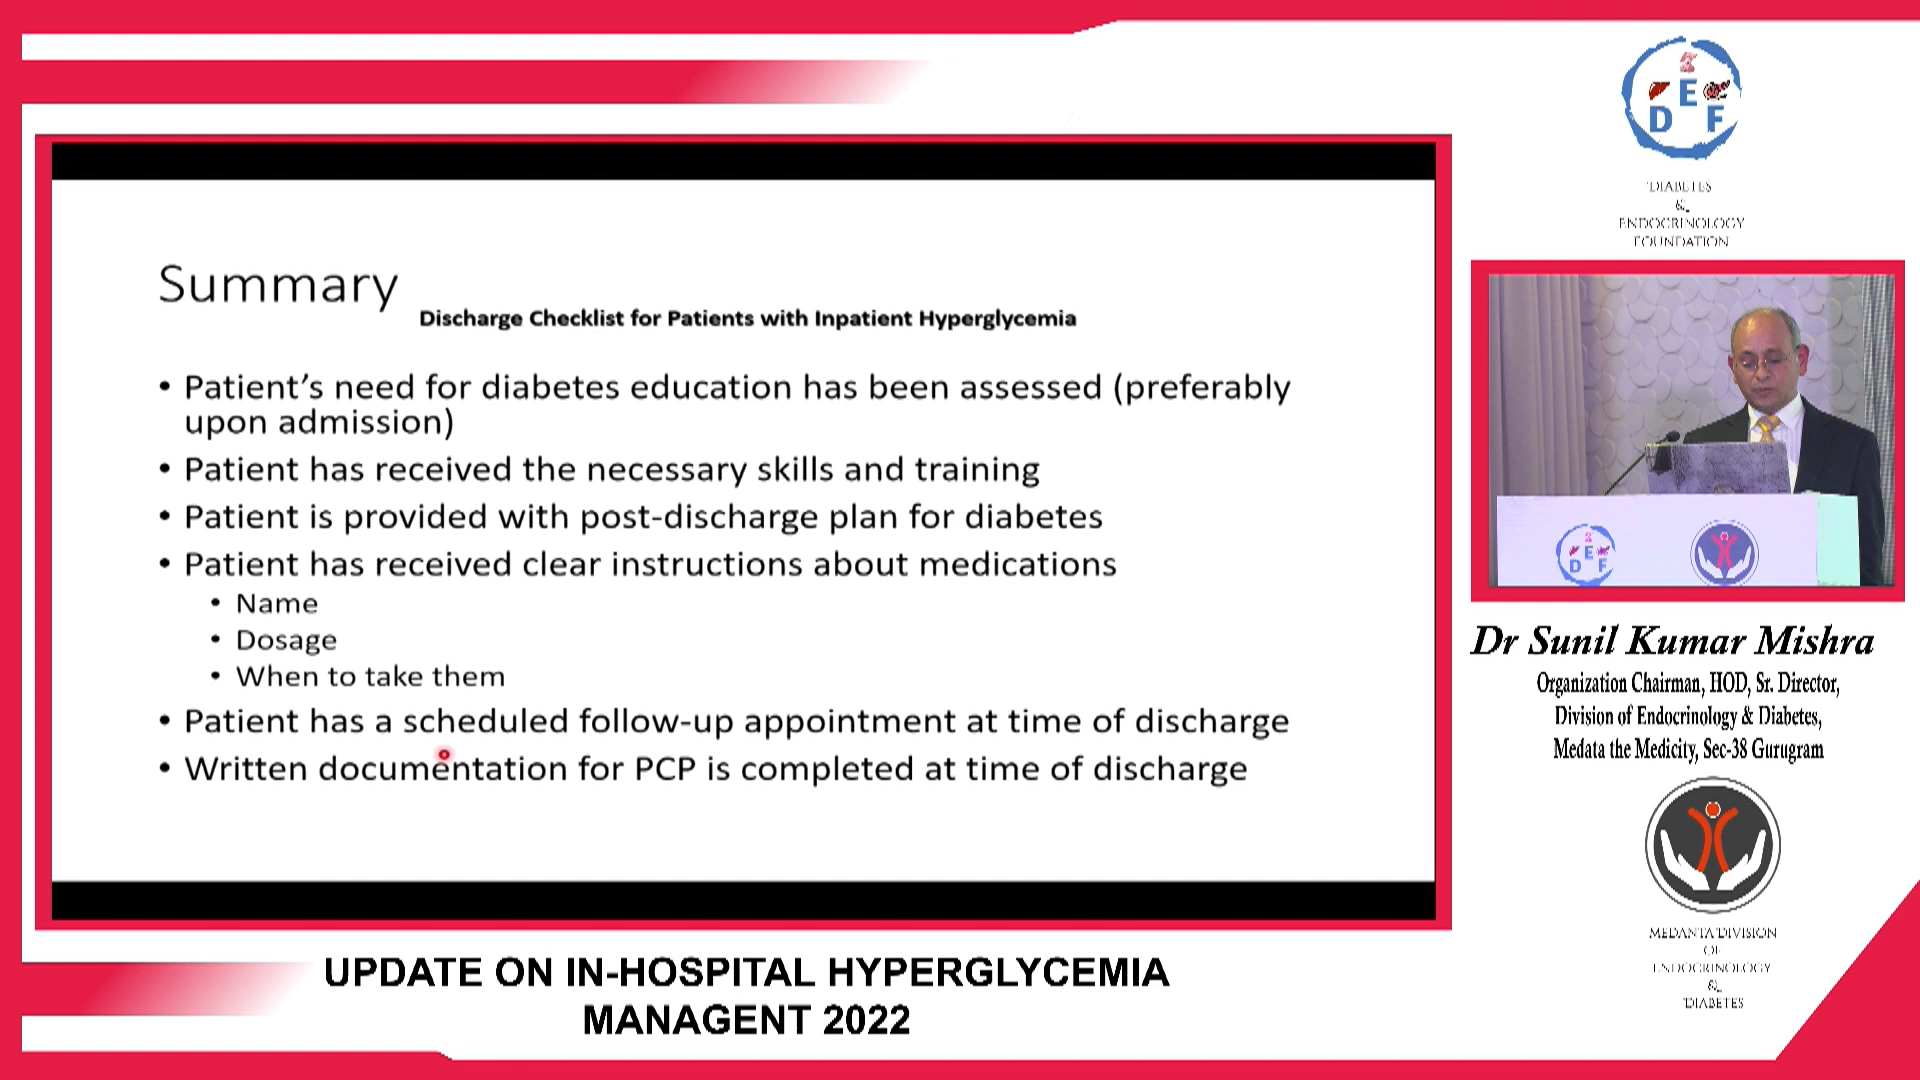 Summary
Discharge Checklist for Patients with Inpatient Hyperglycemia
• Patient's need for diabetes education has been assessed (preferably
upon admission)
• Patient has received the necessary skills and training
• Patient is provided with post-discharge plan for diabetes
• Patient has received clear instructions about medications
• Name
• Dosage
• When to take them
• Patient has a scheduled follow-up appointment at time of discharge
• Written documentation for PCP is completed at time of discharge
UPDATE ON IN-HOSPITAL HYPERGLYCEMIA
MANAGENT 2022
D E F
DIABETES
&
ENDOCRINOLOGY
FOUNDATION
D E F
Dr Sunil Kumar Mishra
Organization Chairman, HOD, Sr. Director,
Division of Endocrinology & Diabetes,
Medata the Medicity, Sec-38 Gurugram
MEDANTA DIVISION
OF
ENDOCRINOLOGY
&
DIABETES